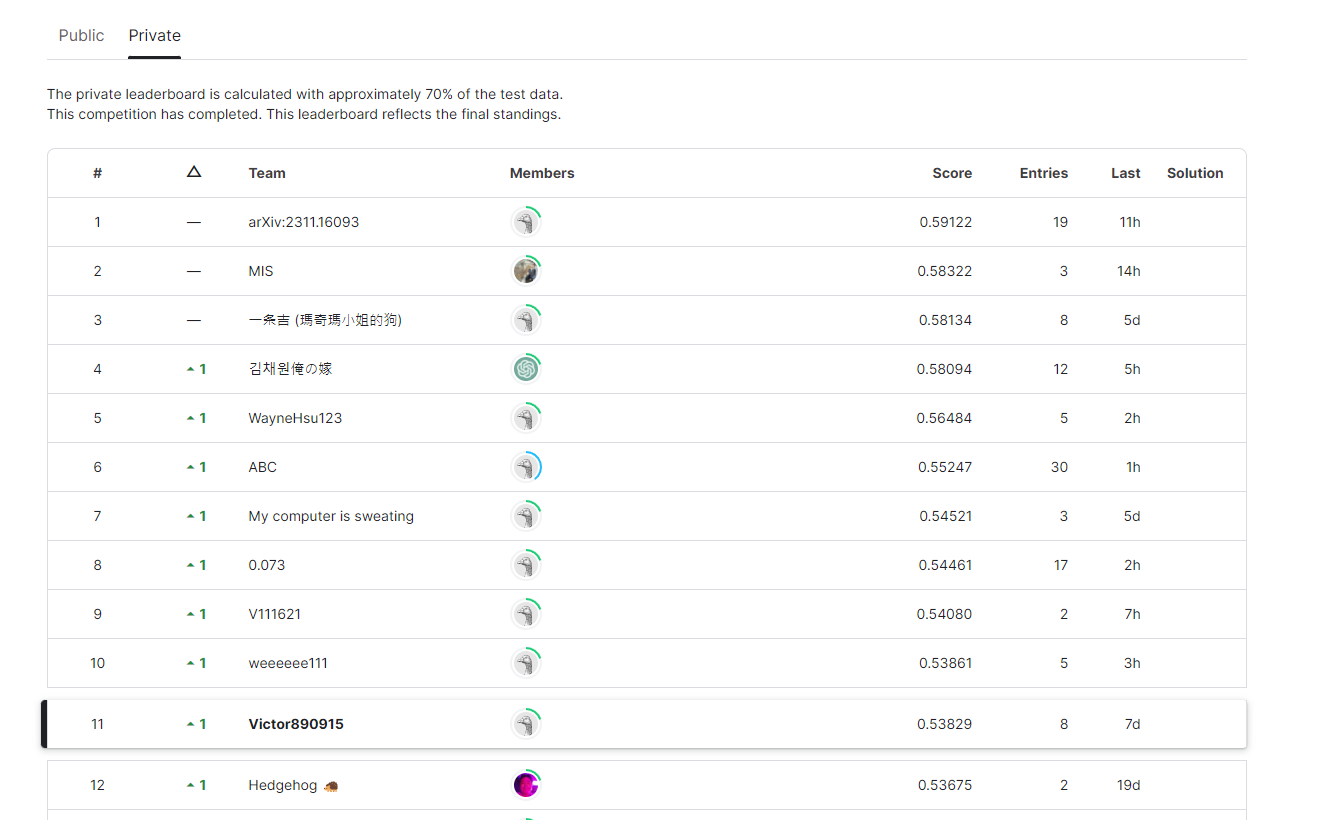 Public Private
The private leaderboard is calculated with approximately 70% of the test data.
This competition has completed. This leaderboard reflects the final standings.
# △ Team Members Score Entries Last Solution
1 — arXiv:2311.16093 0.59122 19 11h
2 — MIS 0.58322 3 14h
3 — 一条吉 (瑪奇瑪小姐的狗) 0.58134 8 5d
4 1 김채원俺の嫁 0.58094 12 5h
5 1 WayneHsu123 0.56484 5 2h
6 1 ABC 0.55247 30 1h
7 1 My computer is sweating 0.54521 3 5d
8 1 0.073 0.54461 17 2h
9 1 V111621 0.54080 2 7h
10 1 weeeeee111 0.53861 5 3h
11 1 Victor890915 0.53829 8 7d
12 1 Hedgehog 🦔 0.53675 2 19d